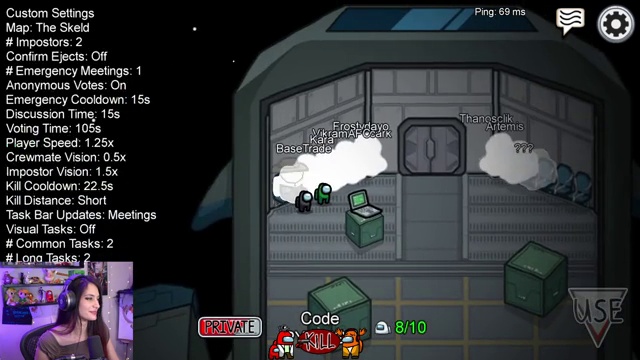 Custom Settings
Map: The Skeld
# Impostors: 2
Confirm Ejects: Off
# Emergency Meetings: 1
Anonymous Votes: On
Emergency Cooldown: 15s
Discussion Time: 15s
Voting Time: 105s
Player Speed: 1.25x
Crewmate Vision: 0.5x
Impostor Vision: 1.5x
Kill Cooldown: 22.5s
Kill Distance: Short
Task Bar Updates: Meetings
Visual Tasks: Off
# Common Tasks: 2
# Long Tasks: 2
Ping: 69 ms
Frostydayo
Kara
BaseTrade
Thanosclik
Artemis
???
PRIVATE
Code
KILL
8/10
USE